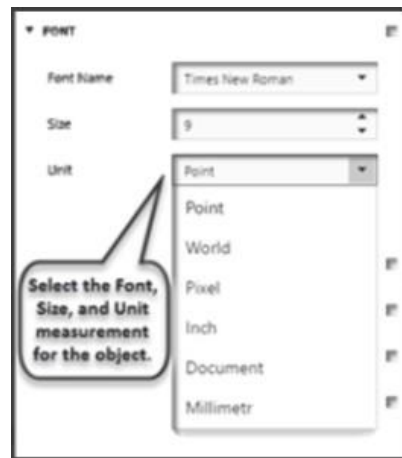 FONT
Font Name Times New Roman
Size 9
Unit Point
Point
World
Pixel
Inch
Document
Millimetr
Select the Font,
Size, and Unit
measurement
for the object.